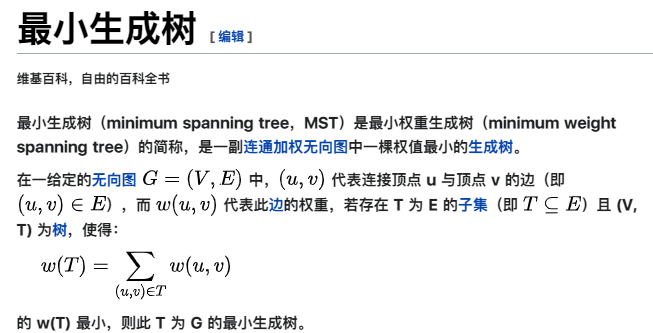 最小生成树 [编辑]
维基百科，自由的百科全书
最小生成树（minimum spanning tree，MST）是最小权重生成树（minimum weight
spanning tree）的简称，是一副连通加权无向图中一棵权值最小的生成树。
在一给定的无向图 G = (V, E) 中，(u, v) 代表连接顶点 u 与顶点 v 的边（即
(u, v) ∈ E），而 w(u, v) 代表此边的权重，若存在 T 为 E 的子集（即 T ⊆ E）且 (V,
T) 为树，使得：
w(T) = ∑ w(u, v)
(u,v)∈T
的 w(T) 最小，则此 T 为 G 的最小生成树。